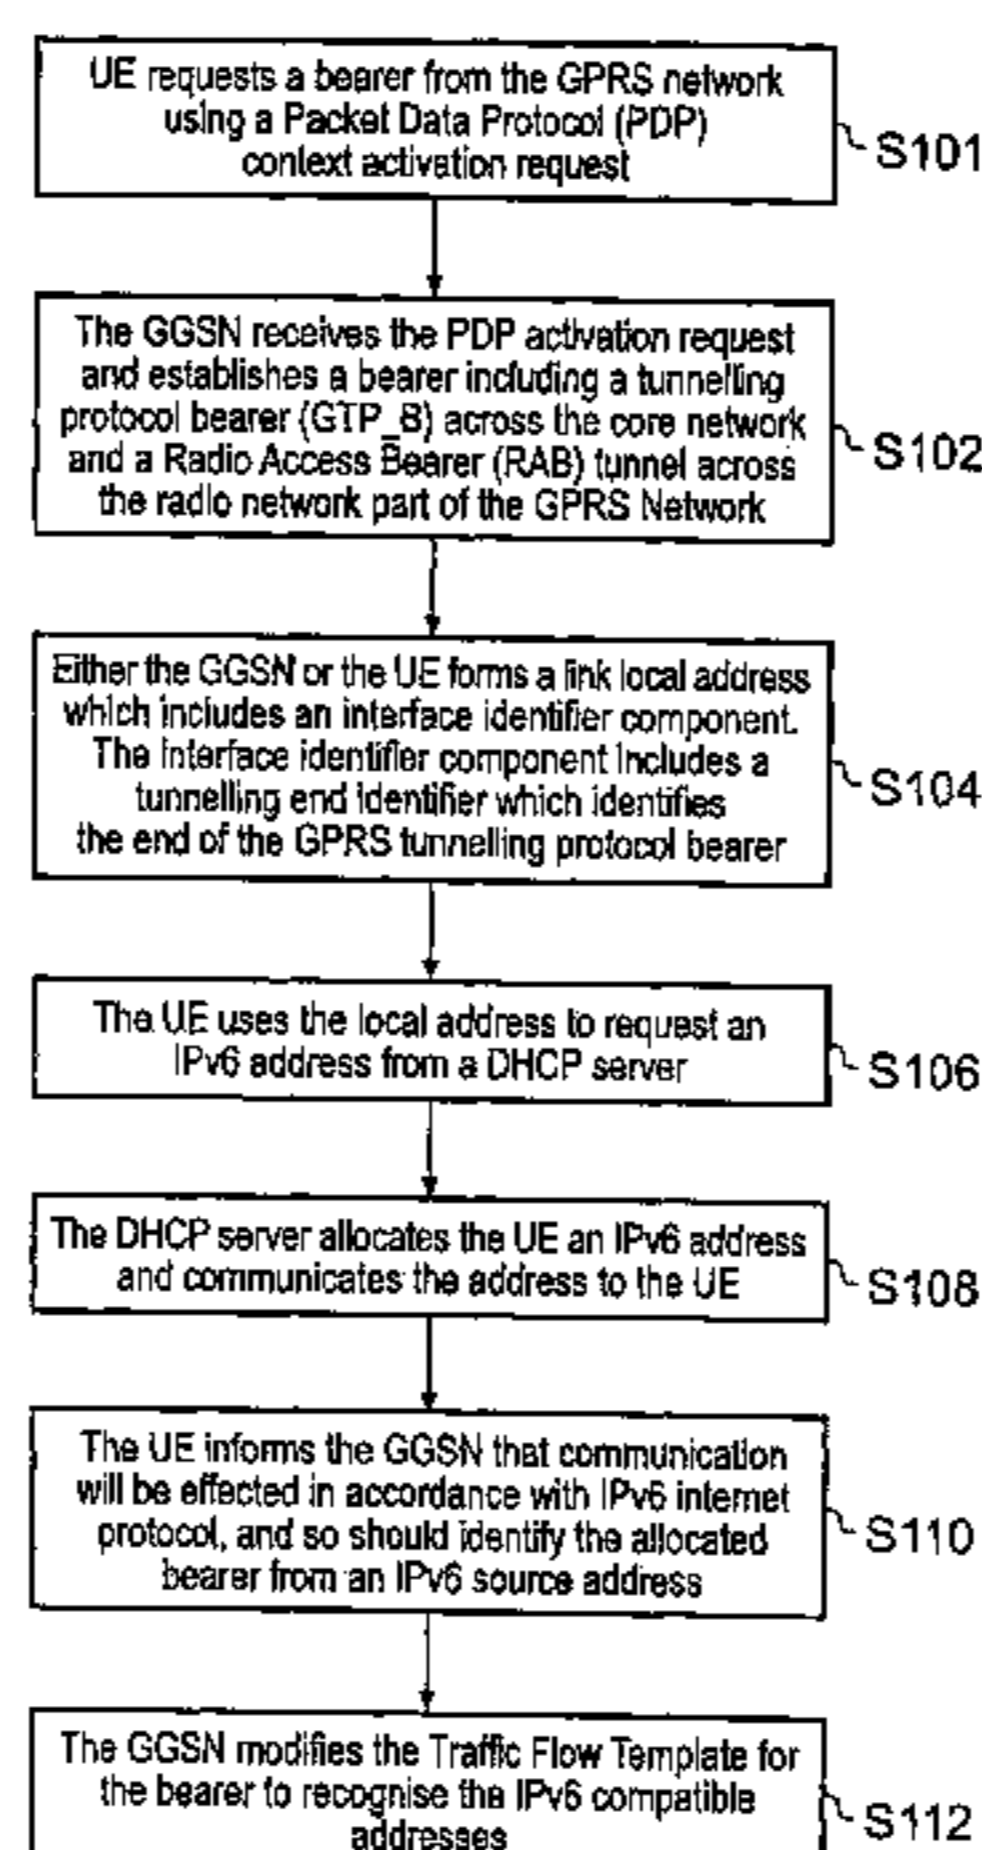 UE requests a bearer from the GPRS network
using a Packet Data Protocol (PDP)
context activation request
S101
The GGSN receives the PDP activation request
and establishes a bearer including a tunnelling
protocol bearer (GTP_B) across the core network
and a Radio Access Bearer (RAB) tunnel across
the radio network part of the GPRS Network
S102
Either the GGSN or the UE forms a link local address
which includes an interface identifier component.
The interface identifier component includes a
tunnelling end identifier which identifies
the end of the GPRS tunnelling protocol bearer
S104
The UE uses the local address to request an
IPv6 address from a DHCP server
S106
The DHCP server allocates the UE an IPv6 address
and communicates the address to the UE
S108
The UE informs the GGSN that communication
will be effected in accordance with IPv6 internet
protocol, and so should identify the allocated
bearer from an IPv6 source address
S110
The GGSN modifies the Traffic Flow Template for
the bearer to recognise the IPv6 compatible
addresses
S112